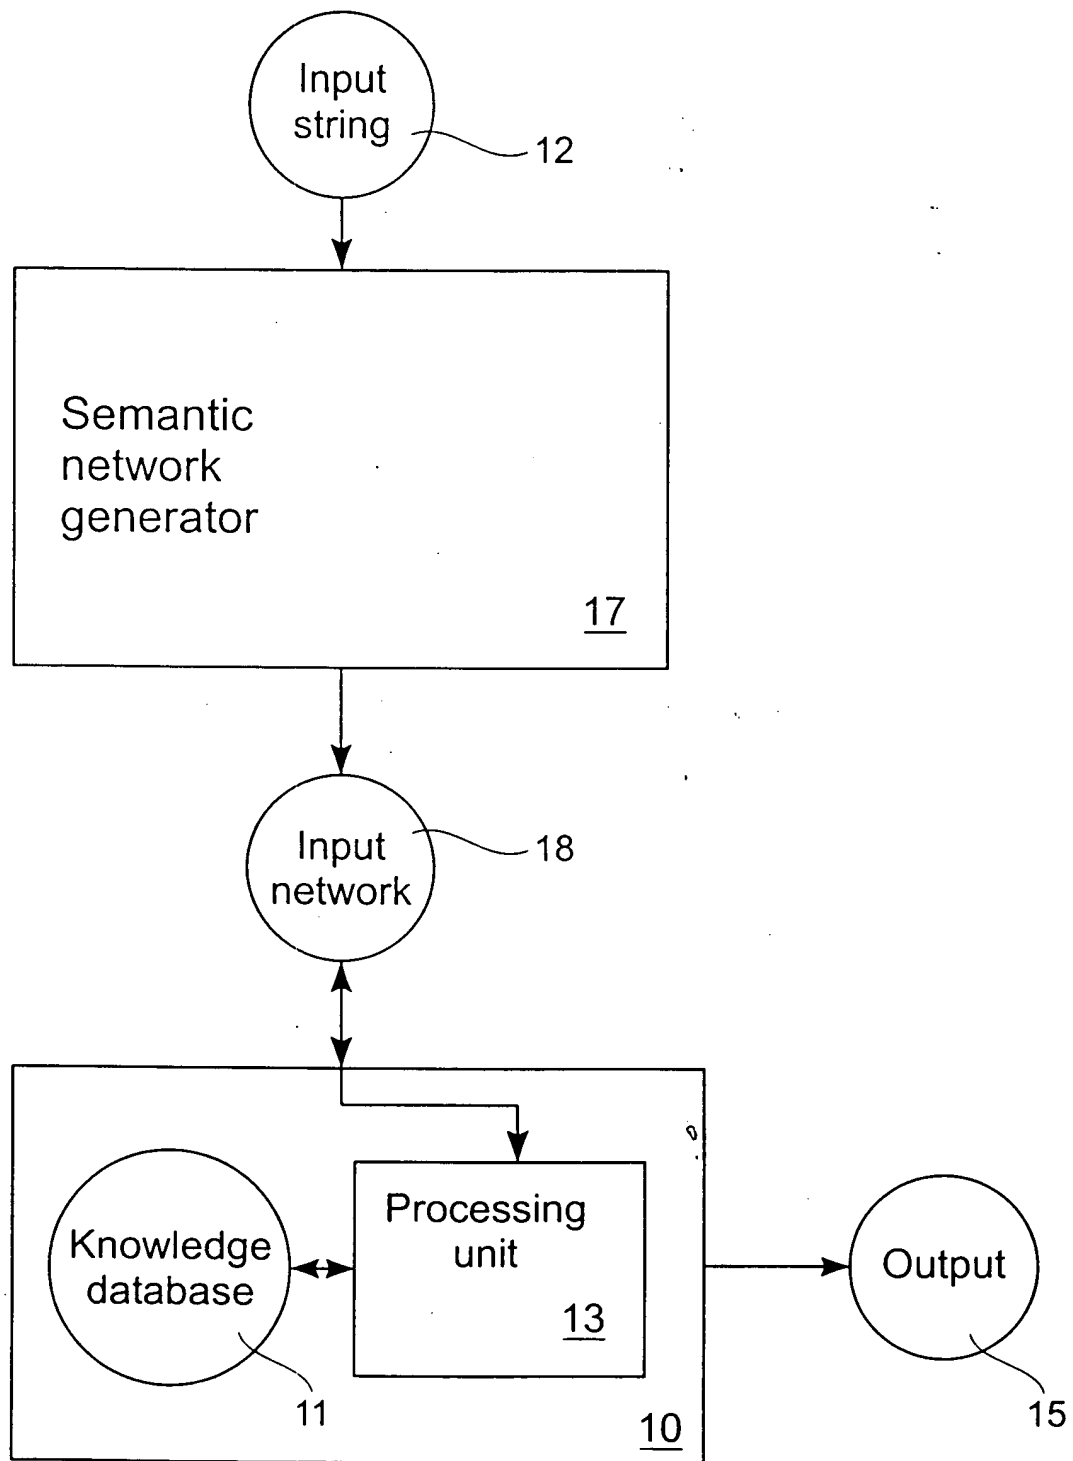 Input
string
12
Semantic
network
generator
17
Input
network
18
Knowledge
database
11
Processing
unit
13
10
Output
15